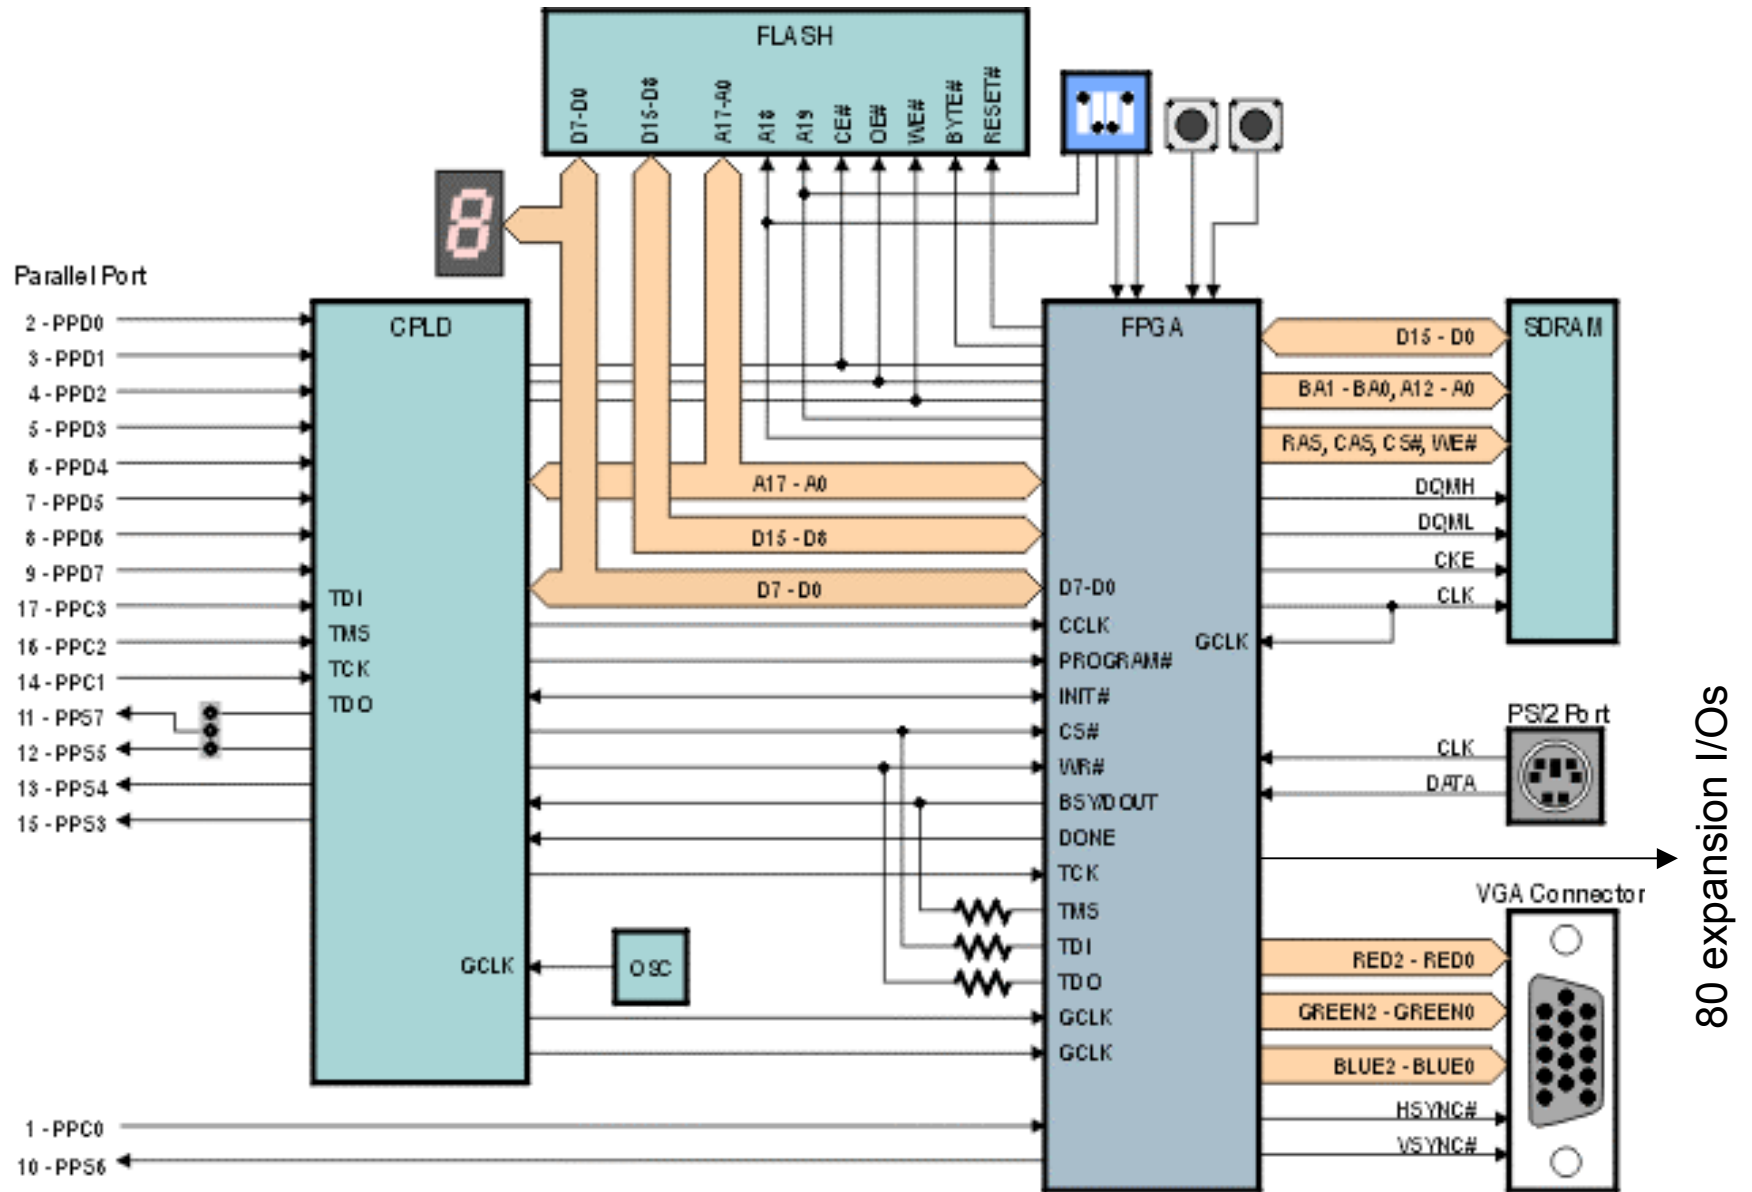 FLASH
D7-D0
D15-D8
A17-A0
A18
A19
CE#
OE#
WE#
BYTE#
RESET#
8
Parallel Port
2 - PPD0
3 - PPD1
4 - PPD2
5 - PPD3
6 - PPD4
7 - PPD5
8 - PPD6
9 - PPD7
17 - PPC3
16 - PPC2
14 - PPC1
11 - PPS7
12 - PPS5
13 - PPS4
15 - PPS3
1 - PPC0
10 - PPS6
CPLD
TDI
TMS
TCK
TDO
GCLK
OSC
A17 - A0
D15 - D8
D7 - D0
FPGA
D7-D0
CCLK
PROGRAM#
INIT#
CS#
WR#
BSY/DOUT
DONE
TCK
TMS
TDI
TDO
GCLK
GCLK
GCLK
SDRAM
D15 - D0
BA1 - BA0, A12 - A0
RAS, CAS, CS#, WE#
DQMH
DQML
CKE
CLK
PS/2 Port
CLK
DATA
80 expansion I/Os
VGA Connector
RED2 - RED0
GREEN2 - GREEN0
BLUE2 - BLUE0
HSYNC#
VSYNC#